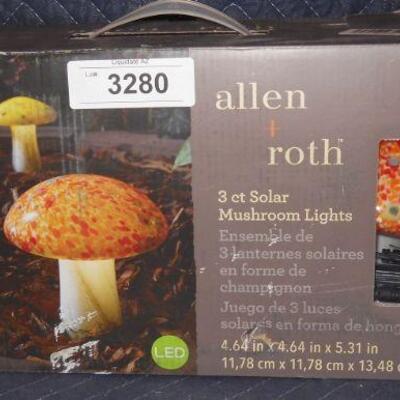 Liquidate AZ
Lot#
3280
allen
+
roth™
3 ct Solar
Mushroom Lights
Ensemble de
3 lanternes solaires
en forme de
champignon
Juego de 3 luces
solares en forma de hong
4.64 in x 4.64 in x 5.31 in
11,78 cm x 11,78 cm x 13,48 c
LED